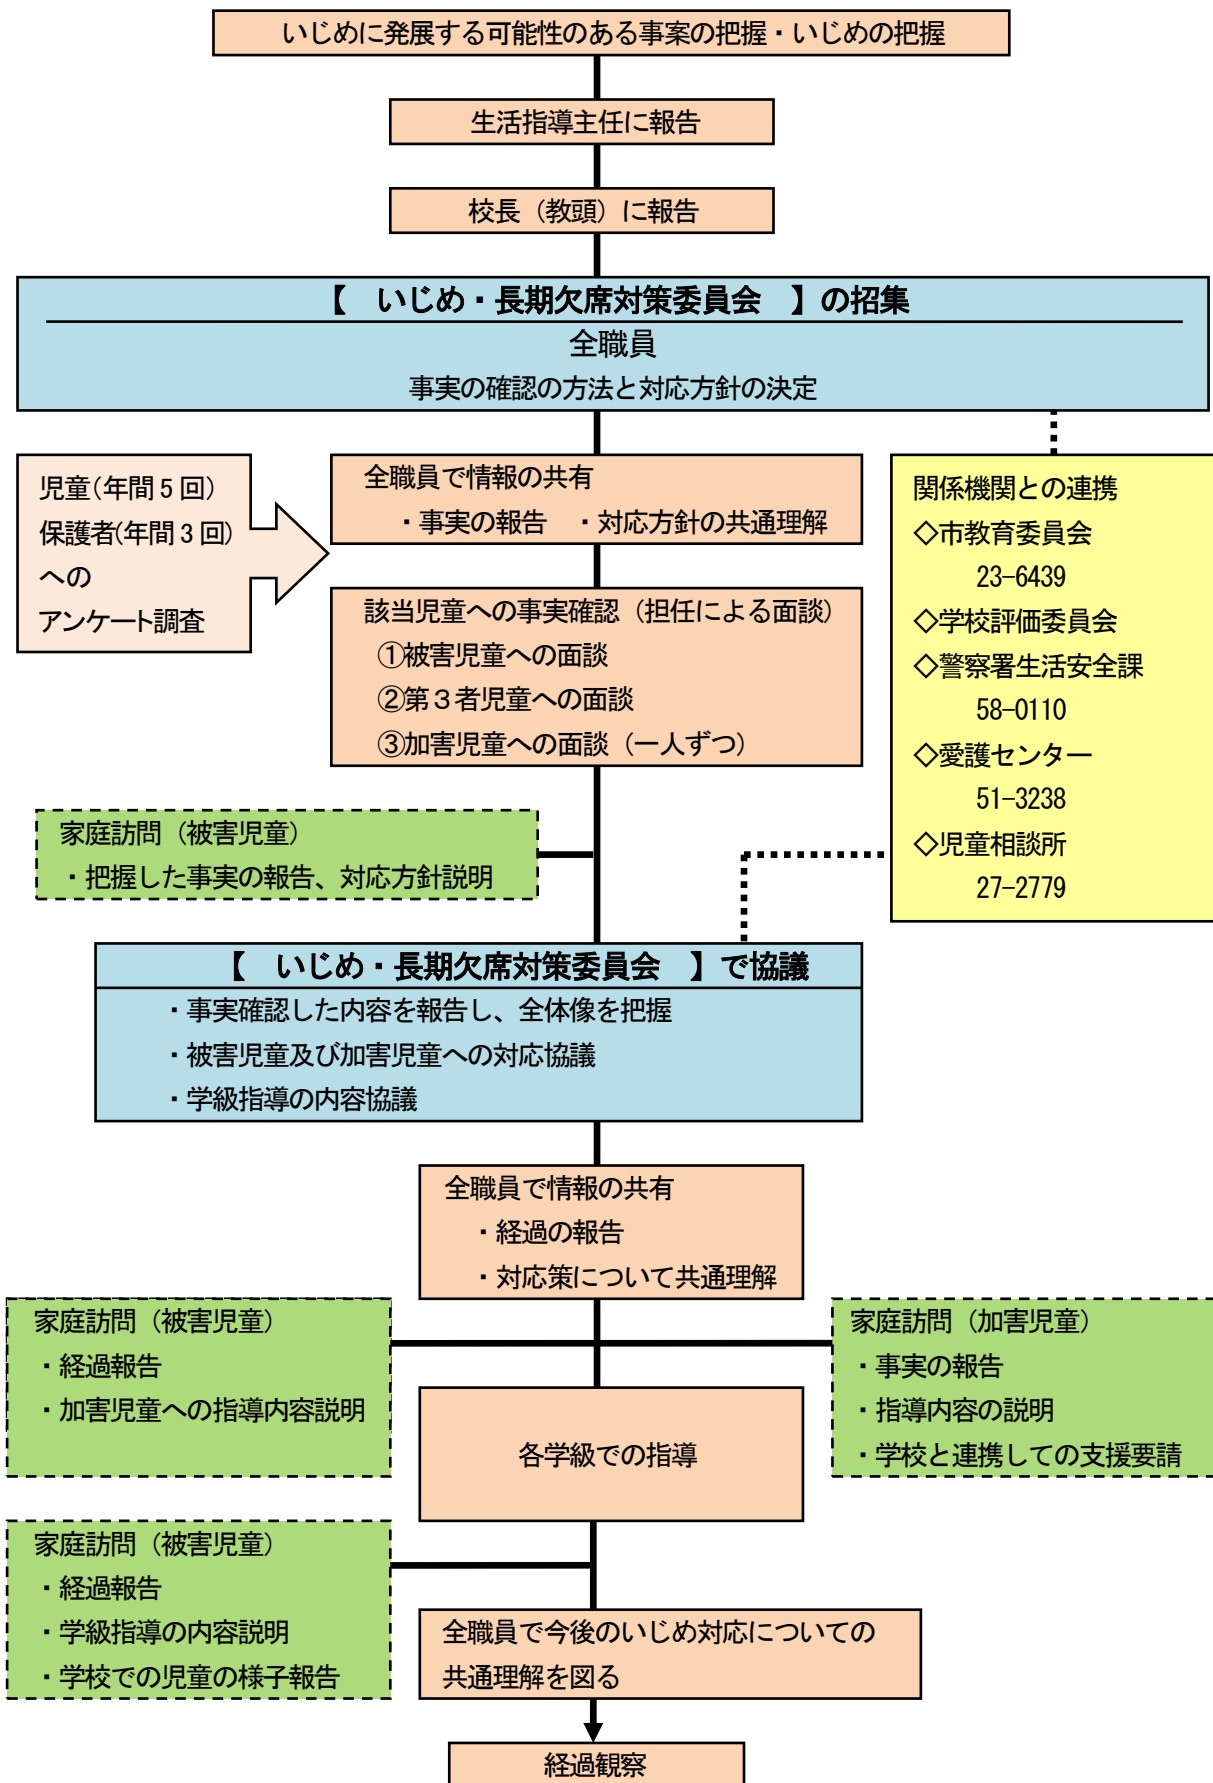 いじめに発展する可能性のある事案の把握・いじめの把握
生活指導主任に報告
校長（教頭）に報告
【　いじめ・長期欠席対策委員会　】の招集
全職員
事実の確認の方法と対応方針の決定
児童（年間５回）
保護者（年間３回）
への
アンケート調査
全職員で情報の共有
・事実の報告　・対応方針の共通理解
該当児童への事実確認（担任による面談）
①被害児童への面談
②第３者児童への面談
③加害児童への面談（一人ずつ）
関係機関との連携
◇市教育委員会
23-6439
◇学校評価委員会
◇警察署生活安全課
58-0110
◇愛護センター
51-3238
◇児童相談所
27-2779
家庭訪問（被害児童）
・把握した事実の報告、対応方針説明
【　いじめ・長期欠席対策委員会　】で協議
・事実確認した内容を報告し、全体像を把握
・被害児童及び加害児童への対応協議
・学級指導の内容協議
全職員で情報の共有
・経過の報告
・対応策について共通理解
家庭訪問（被害児童）
・経過報告
・加害児童への指導内容説明
家庭訪問（加害児童）
・事実の報告
・指導内容の説明
・学校と連携しての支援要請
各学級での指導
家庭訪問（被害児童）
・経過報告
・学級指導の内容説明
・学校での児童の様子報告
全職員で今後のいじめ対応についての
共通理解を図る
経過観察